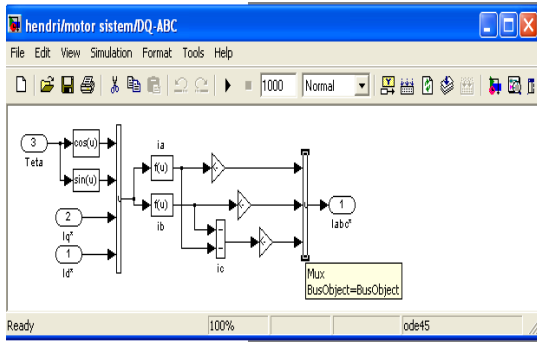 hendri/motor sistem/DQ-ABC
File Edit View Simulation Format Tools Help
1000 Normal
3
Teta
cos(u)
sin(u)
2
Iq*
1
Id*
ia
f(u)
f(u)
ib
ic
1
Iabc*
Mux
BusObject=BusObject
Ready 100% ode45